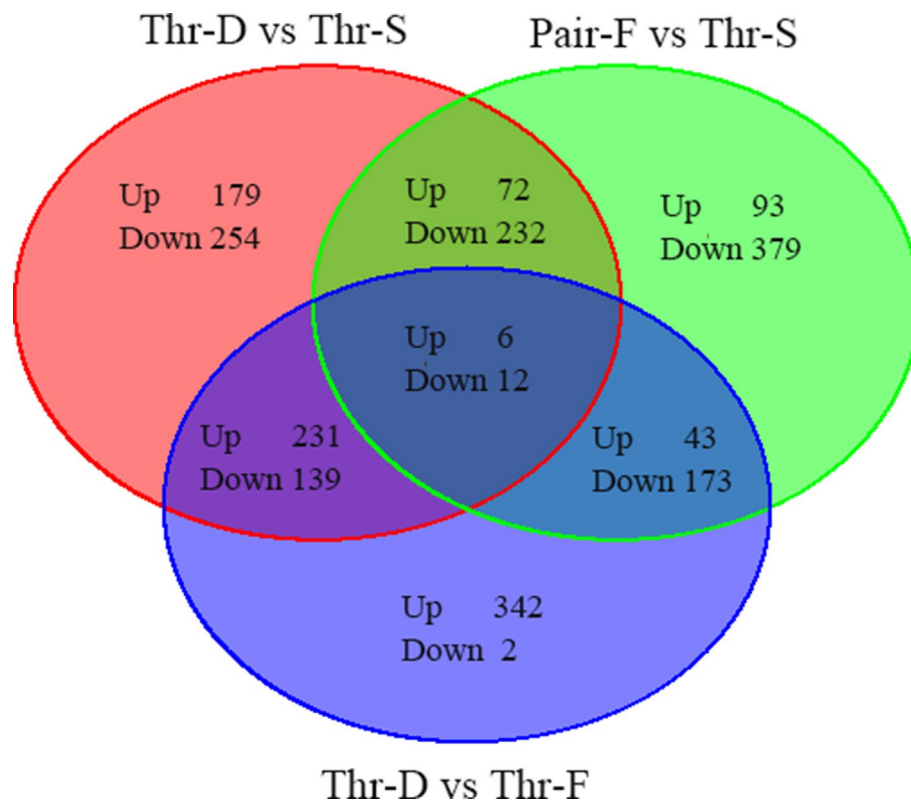 Thr-D vs Thr-S
Pair-F vs Thr-S
Up 179
Down 254
Up 72
Down 232
Up 93
Down 379
Up 6
Down 12
Up 231
Down 139
Up 43
Down 173
Up 342
Down 2
Thr-D vs Thr-F